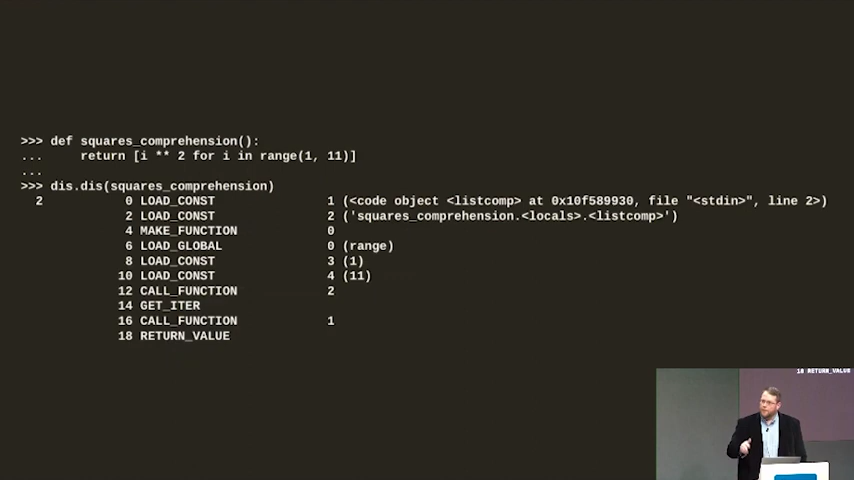 >>> def squares_comprehension():
...     return [i ** 2 for i in range(1, 11)]
...
>>> dis.dis(squares_comprehension)
  2           0 LOAD_CONST               1 (<code object <listcomp> at 0x10f589930, file "<stdin>", line 2>)
              2 LOAD_CONST               2 ('squares_comprehension.<locals>.<listcomp>')
              4 MAKE_FUNCTION            0
              6 LOAD_GLOBAL              0 (range)
              8 LOAD_CONST               3 (1)
             10 LOAD_CONST               4 (11)
             12 CALL_FUNCTION            2
             14 GET_ITER
             16 CALL_FUNCTION            1
             18 RETURN_VALUE
18 RETURN_VALUE